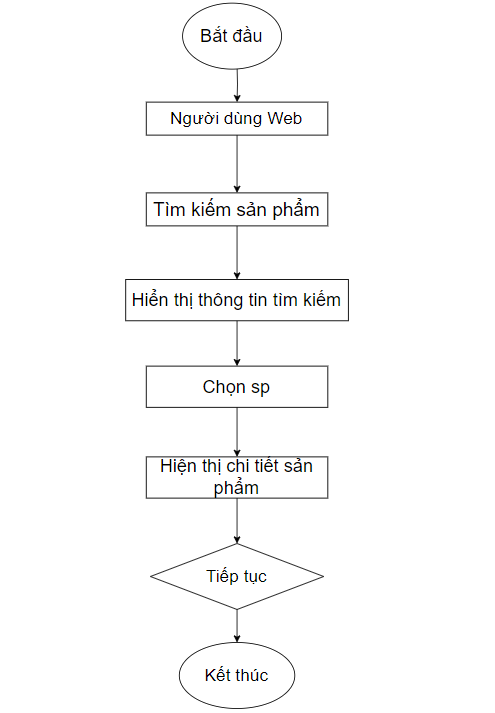 Bắt đầu
Người dùng Web
Tìm kiếm sản phẩm
Hiển thị thông tin tìm kiếm
Chọn sp
Hiện thị chi tiết sản
phẩm
Tiếp tục
Kết thúc